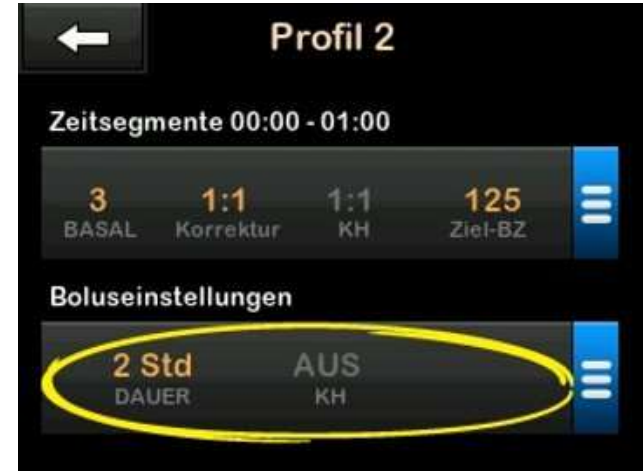 Profil 2
Zeitsegmente 00:00 - 01:00
3 1:1 1:1 125
BASAL Korrektur KH Ziel-BZ
Boluseinstellungen
2 Std AUS
DAUER KH